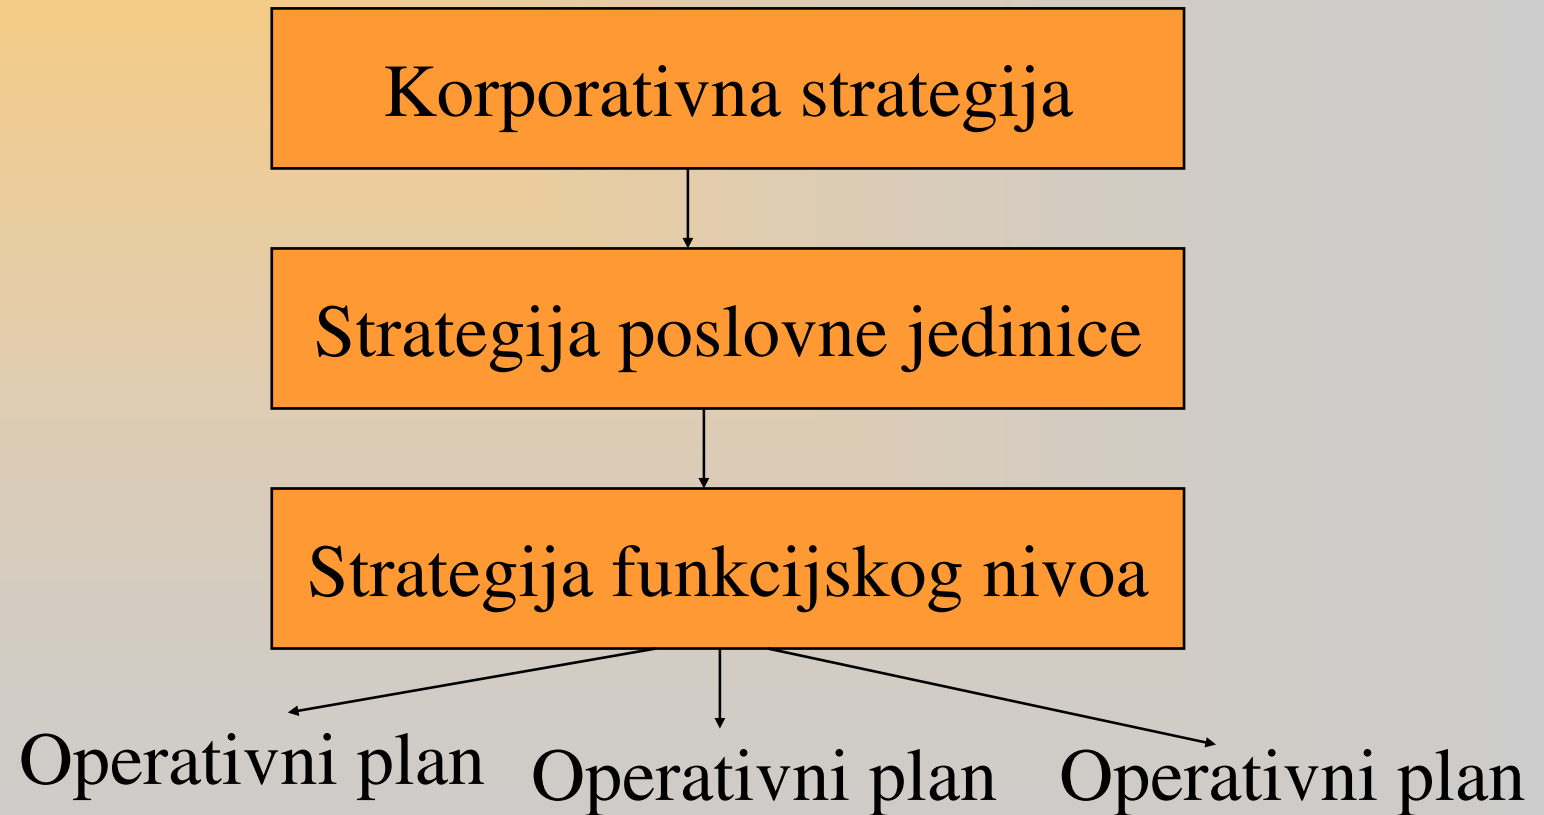 Korporativna strategija
Strategija poslovne jedinice
Strategija funkcijskog nivoa
Operativni plan
Operativni plan
Operativni plan